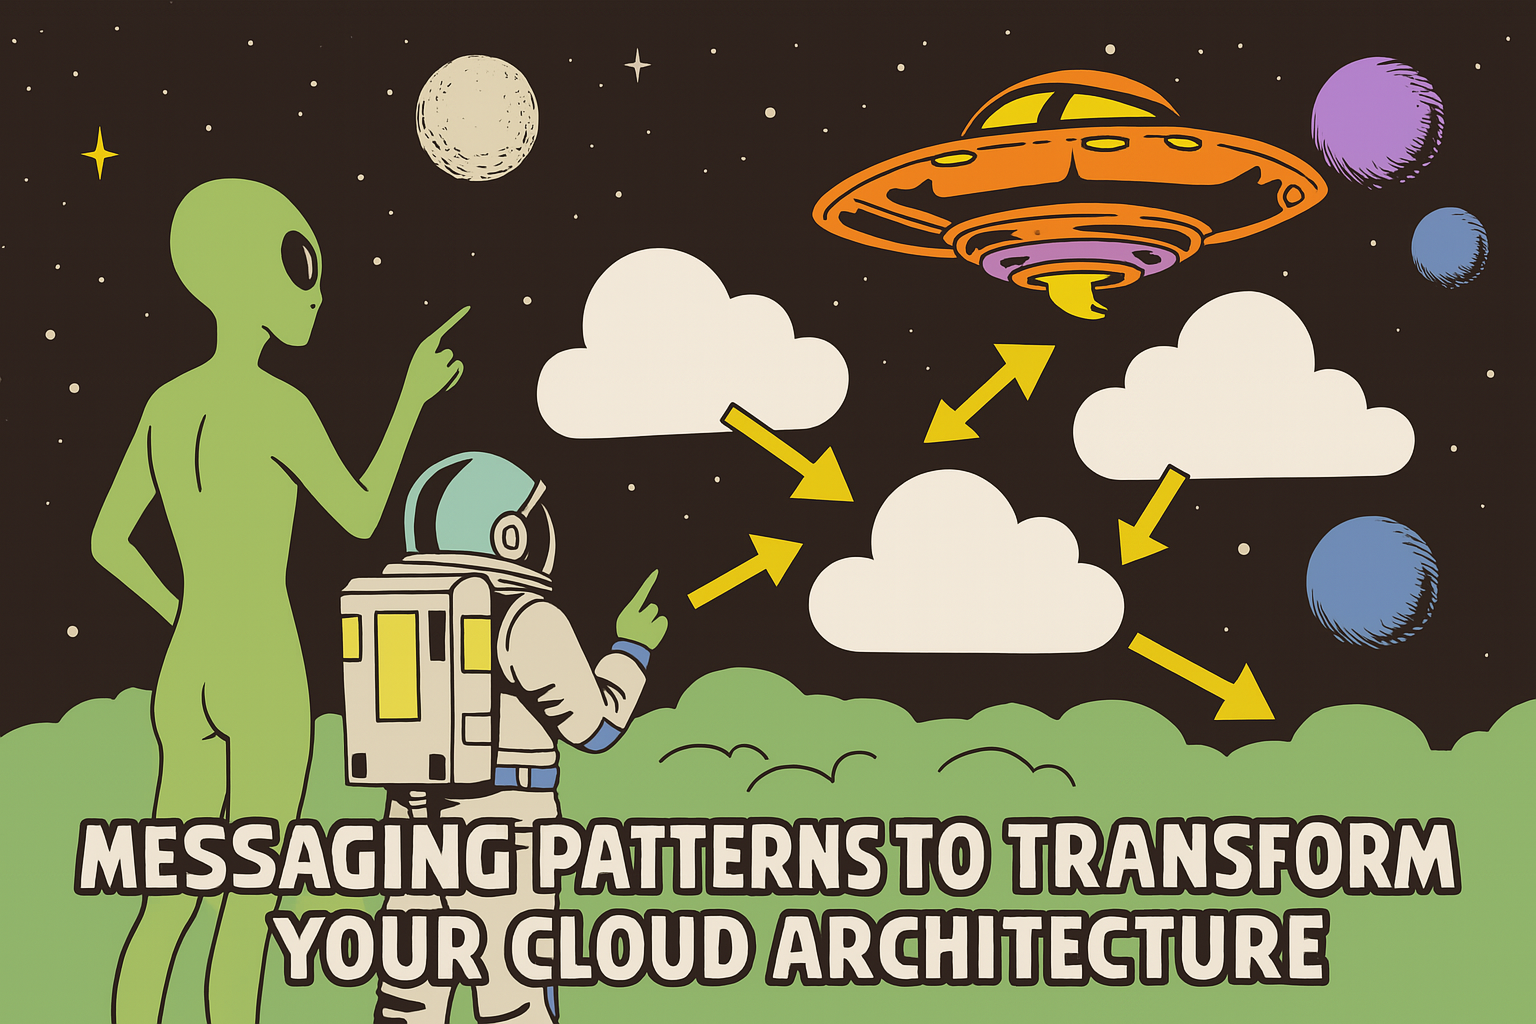 MESSAGING PATTERNS TO TRANSFORM
YOUR CLOUD ARCHITECTURE